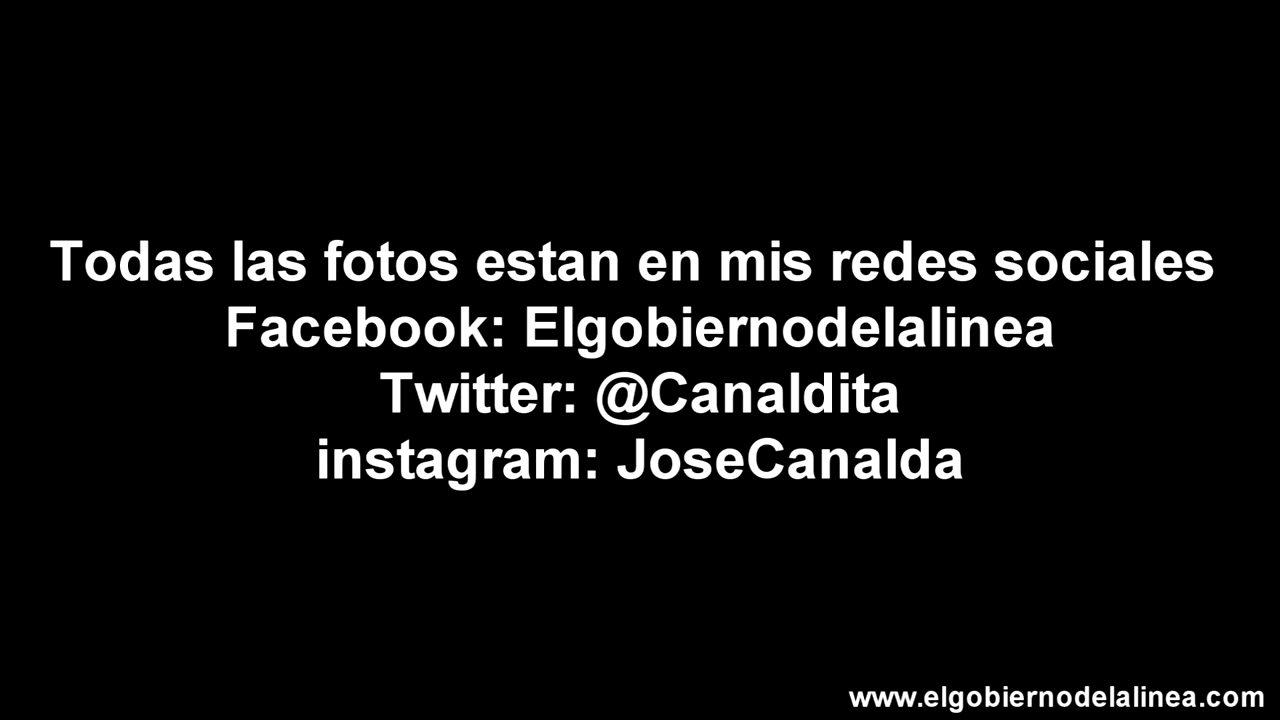 Todas las fotos estan en mis redes sociales
Facebook: Elgobiernodelalinea
Twitter: @Canaldita
instagram: JoseCanalda
www.elgobiernodelalinea.com